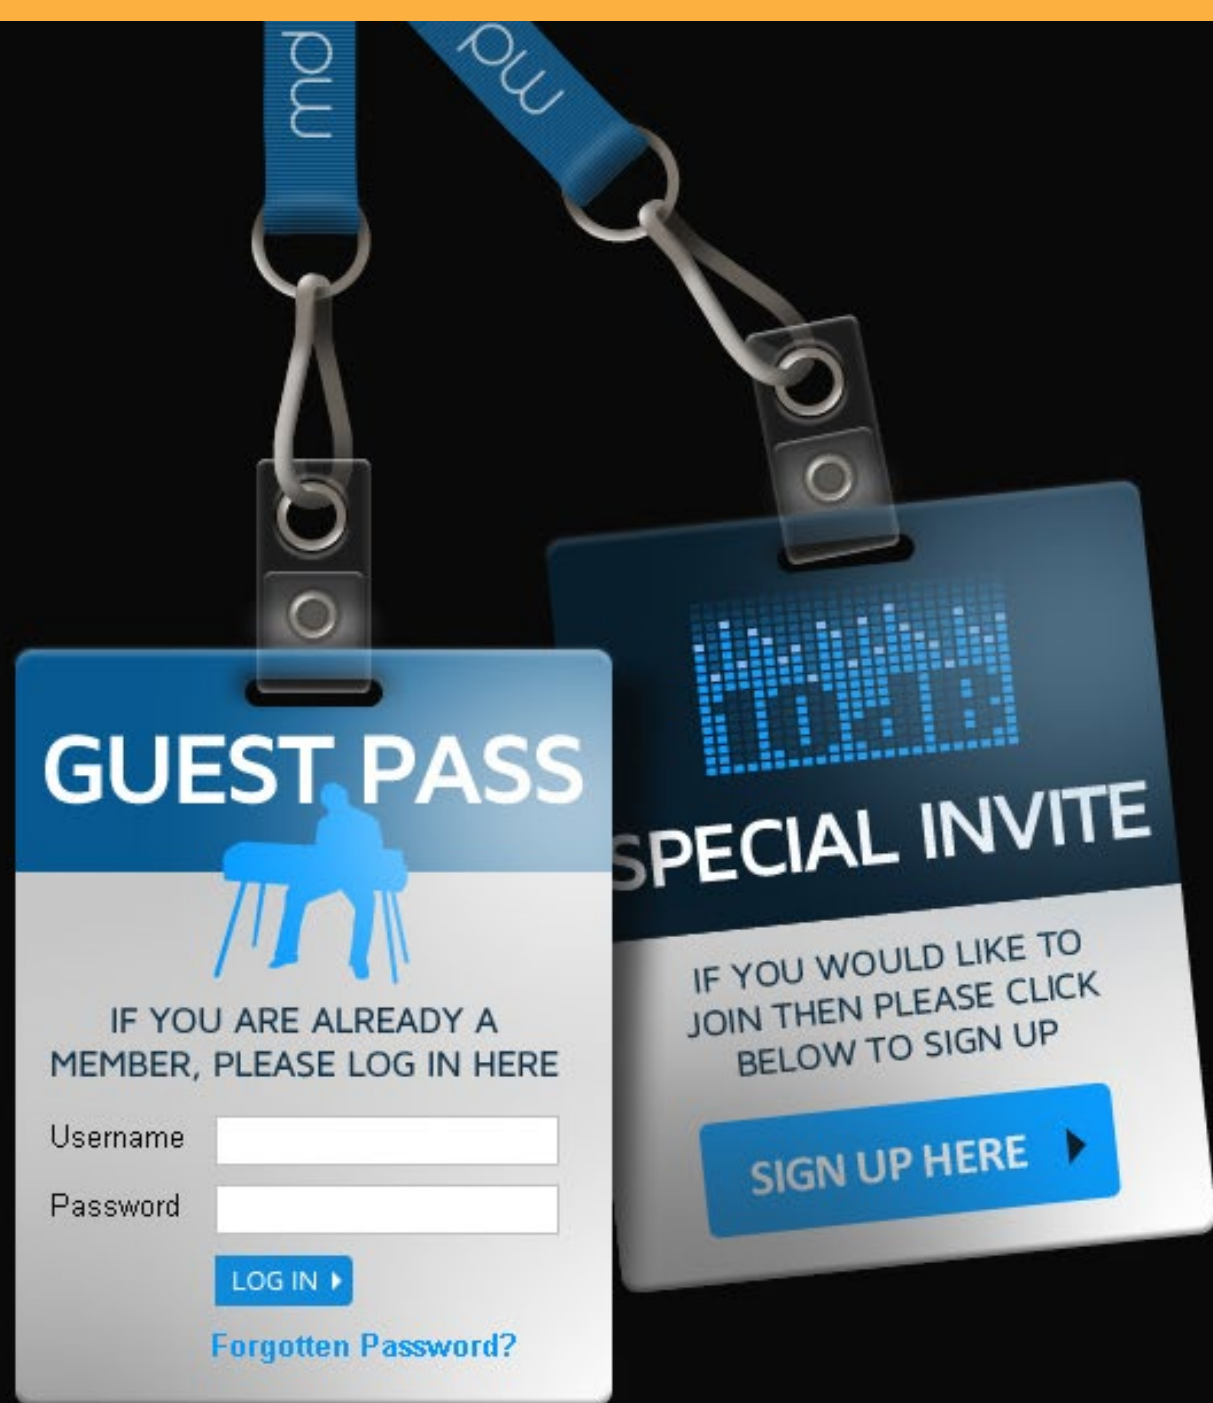 md
md
GUEST PASS
IF YOU ARE ALREADY A
MEMBER, PLEASE LOG IN HERE
Username
Password
LOG IN
Forgotten Password?
SPECIAL INVITE
IF YOU WOULD LIKE TO
JOIN THEN PLEASE CLICK
BELOW TO SIGN UP
SIGN UP HERE